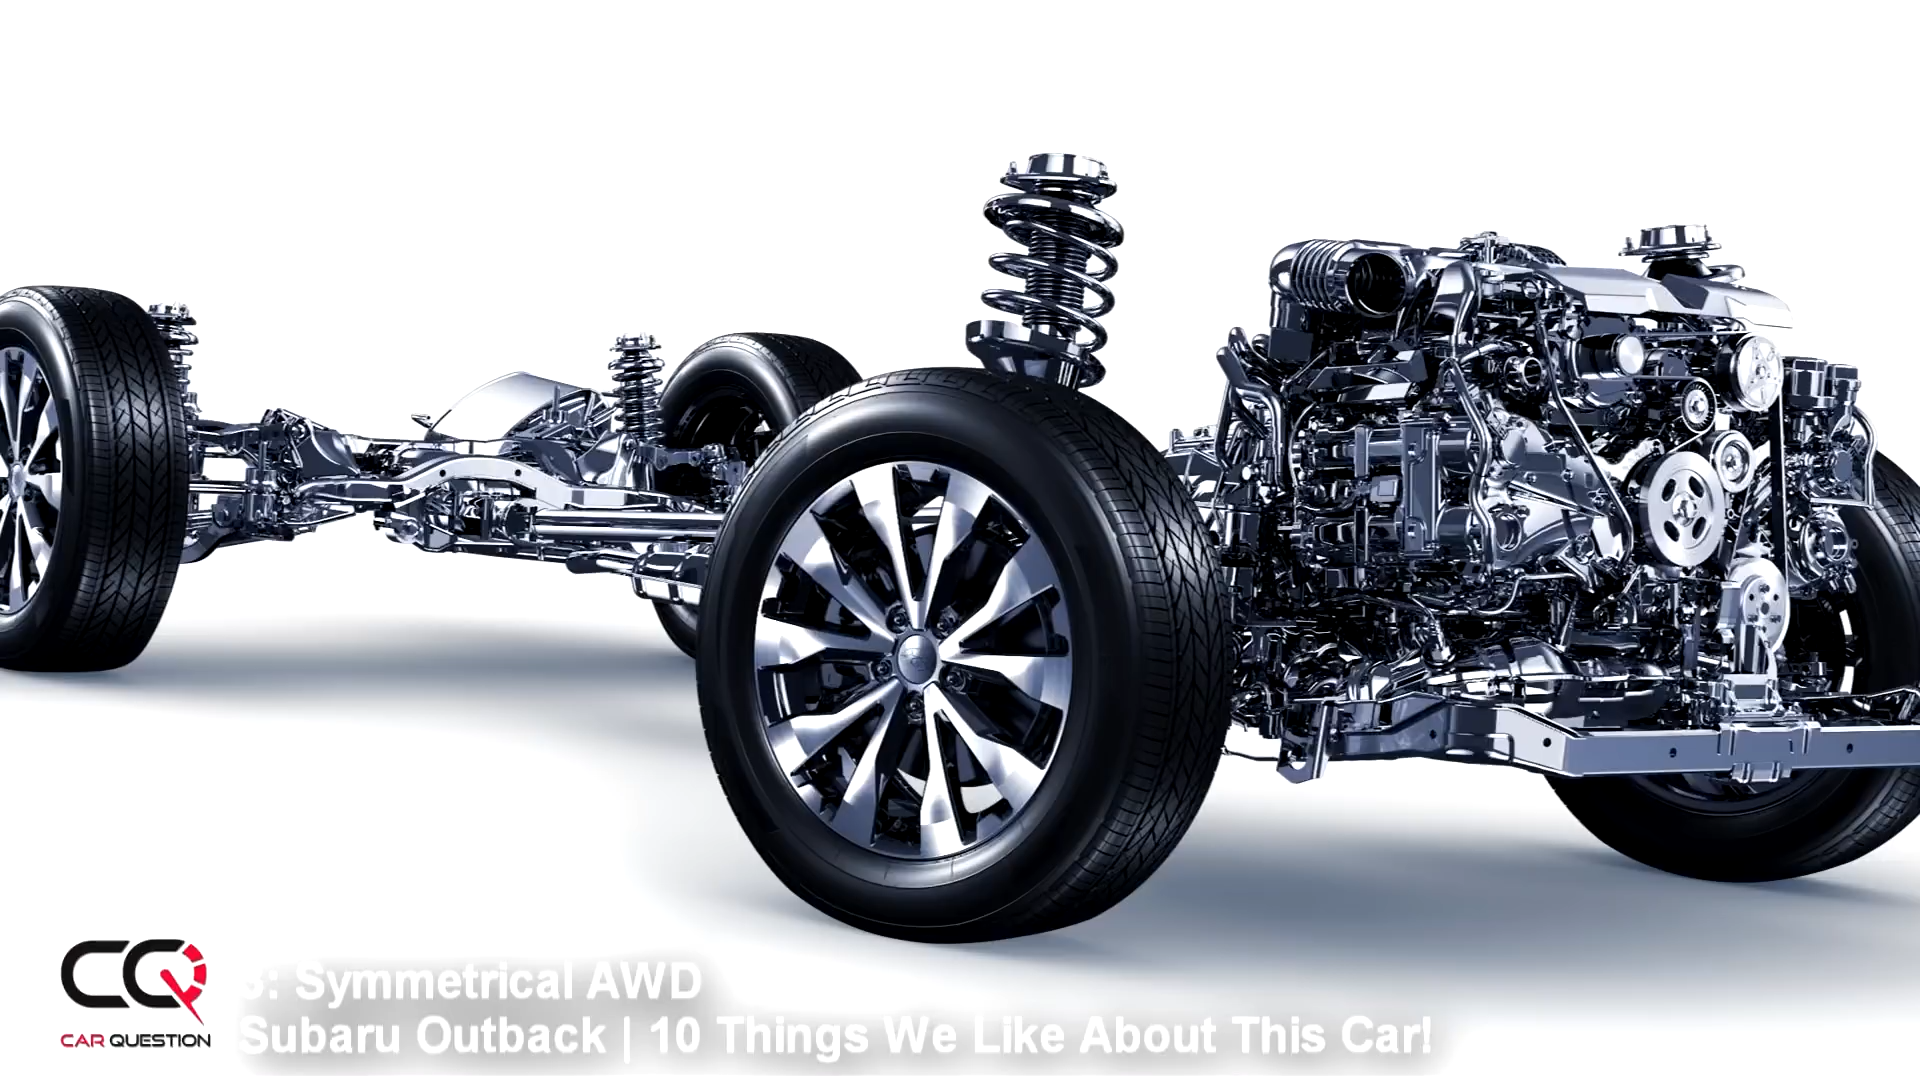 CQ
CAR QUESTION
: Symmetrical AWD
Subaru Outback | 10 Things We Like About This Car!